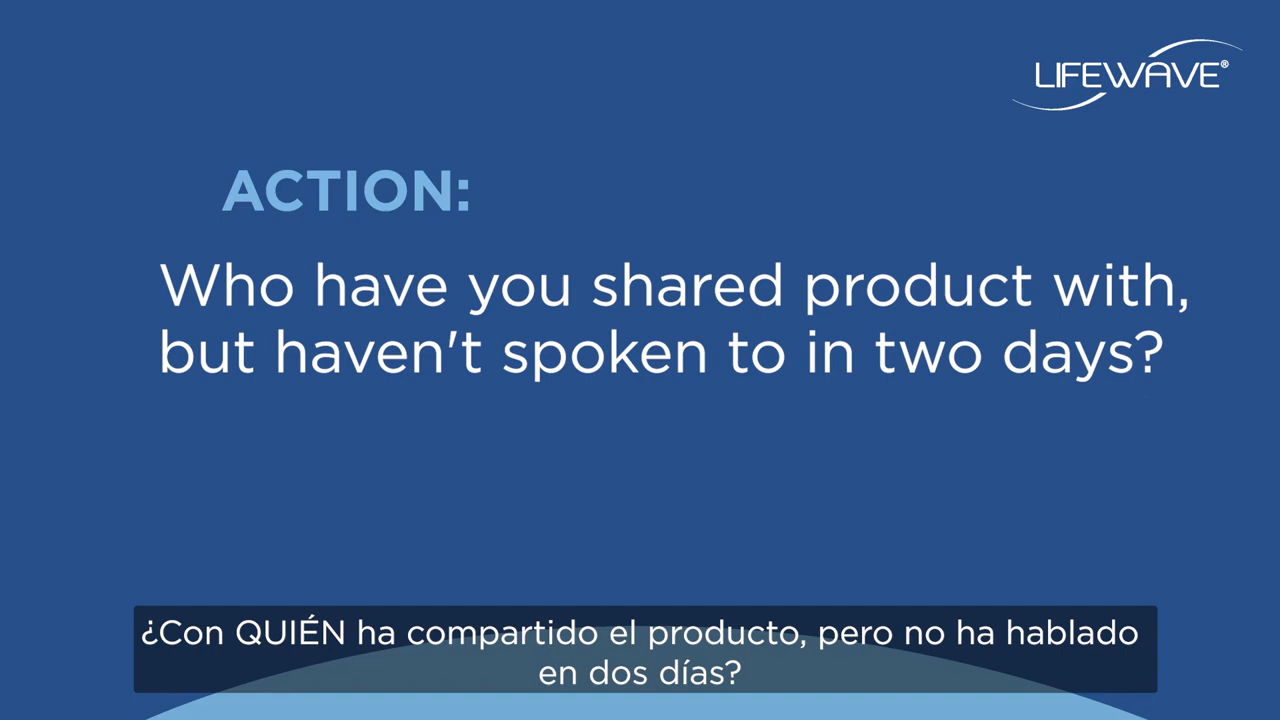 LIFEWAVE®
ACTION:
Who have you shared product with,
but haven't spoken to in two days?
¿Con QUIÉN ha compartido el producto, pero no ha hablado
en dos días?